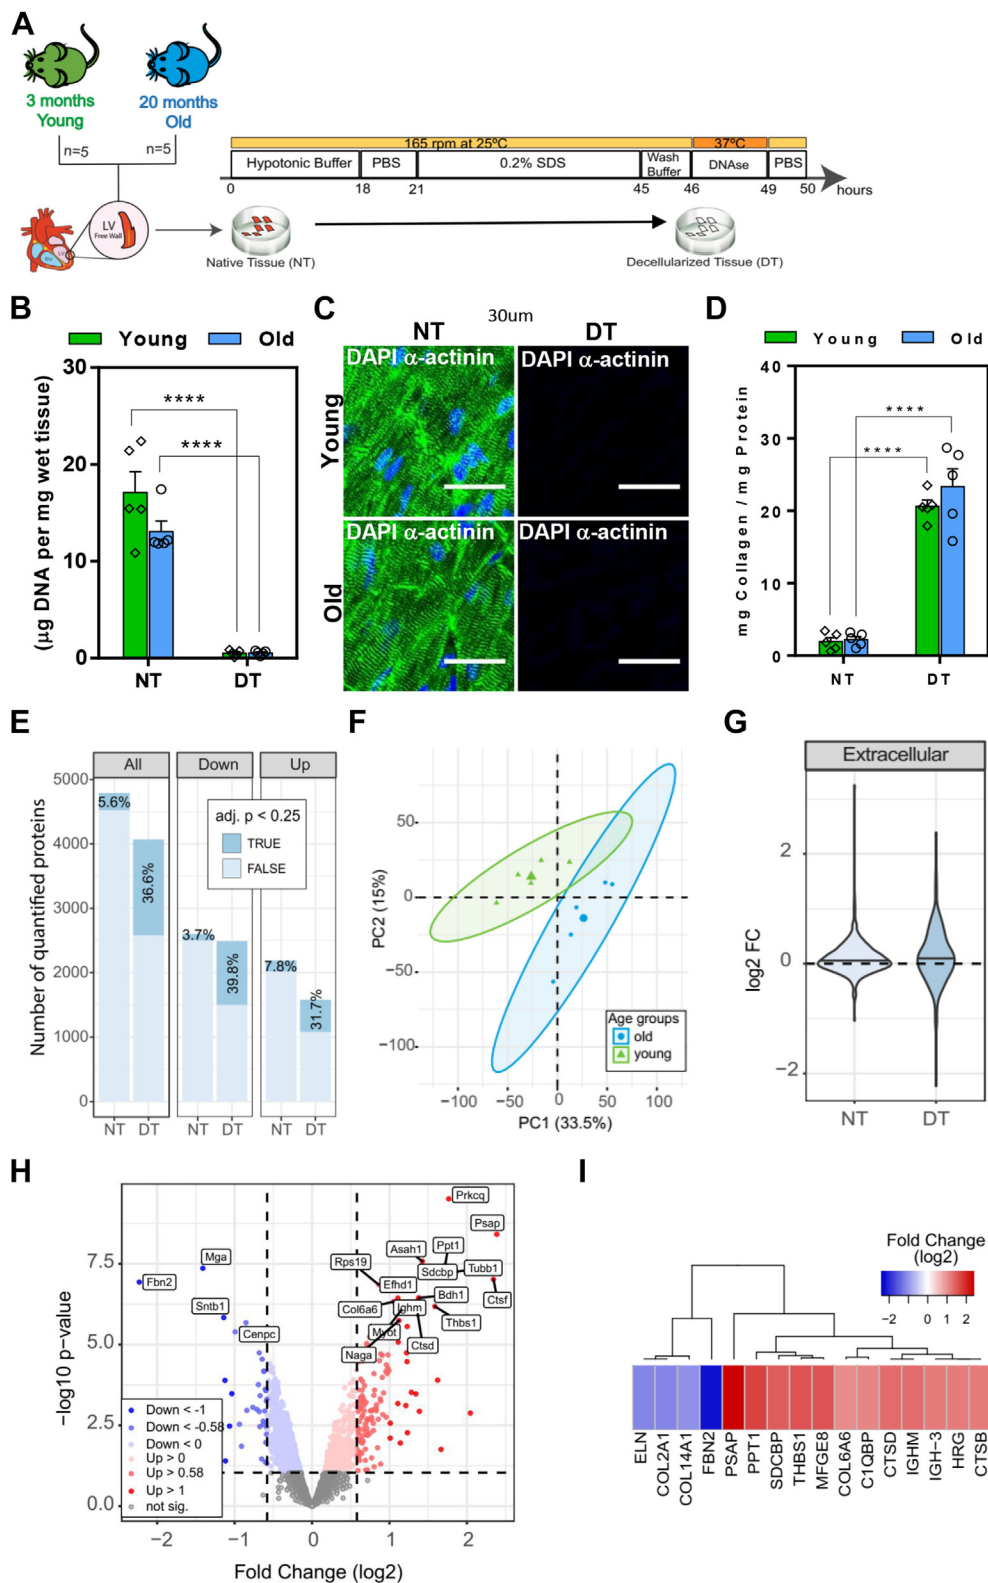 A
3 months
Young
20 months
Old
n=5
n=5
165 rpm at 25ºC
37ºC
Hypotonic Buffer
PBS
0.2% SDS
Wash
Buffer
DNAse
PBS
0
18
21
45
46
49
50
hours
LV
Free Wall
LV
RV
Native Tissue (NT)
Decellularized Tissue (DT)
B
Young
Old
(µg DNA per mg wet tissue)
30
20
10
0
****
****
NT
DT
C
30um
NT
DT
Young
Old
DAPI α-actinin
DAPI α-actinin
DAPI α-actinin
DAPI α-actinin
D
Young
Old
mg Collagen / mg Protein
40
30
20
10
0
****
****
NT
DT
E
All
Down
Up
Number of quantified proteins
5000
4000
3000
2000
1000
0
5.6%
36.6%
3.7%
39.8%
7.8%
31.7%
adj. p < 0.25
TRUE
FALSE
NT
DT
NT
DT
NT
DT
F
PC2 (15%)
50
0
−50
−100
−100
−50
0
50
100
PC1 (33.5%)
Age groups
old
young
G
Extracellular
log2 FC
2
0
−2
NT
DT
H
−log10 p-value
7.5
5.0
2.5
0.0
Prkcq
Psap
Ppt1
Asah1
Rps19
Sdcbp
Tubb1
Mga
Fbn2
Efhd1
Bdh1
Ctsf
Sntb1
Col6a6
Ighm
Thbs1
Cenpc
Myot
Ctsd
Naga
Down < -1
Down < -0.58
Down < 0
Up > 0
Up > 0.58
Up > 1
not sig.
−2
−1
0
1
2
Fold Change (log2)
I
Fold Change
(log2)
−2
−1
0
1
2
ELN
COL2A1
COL14A1
FBN2
PSAP
PPT1
SDCBP
THBS1
MFGE8
COL6A6
C1QBP
CTSD
IGHM
IGH−3
HRG
CTSB